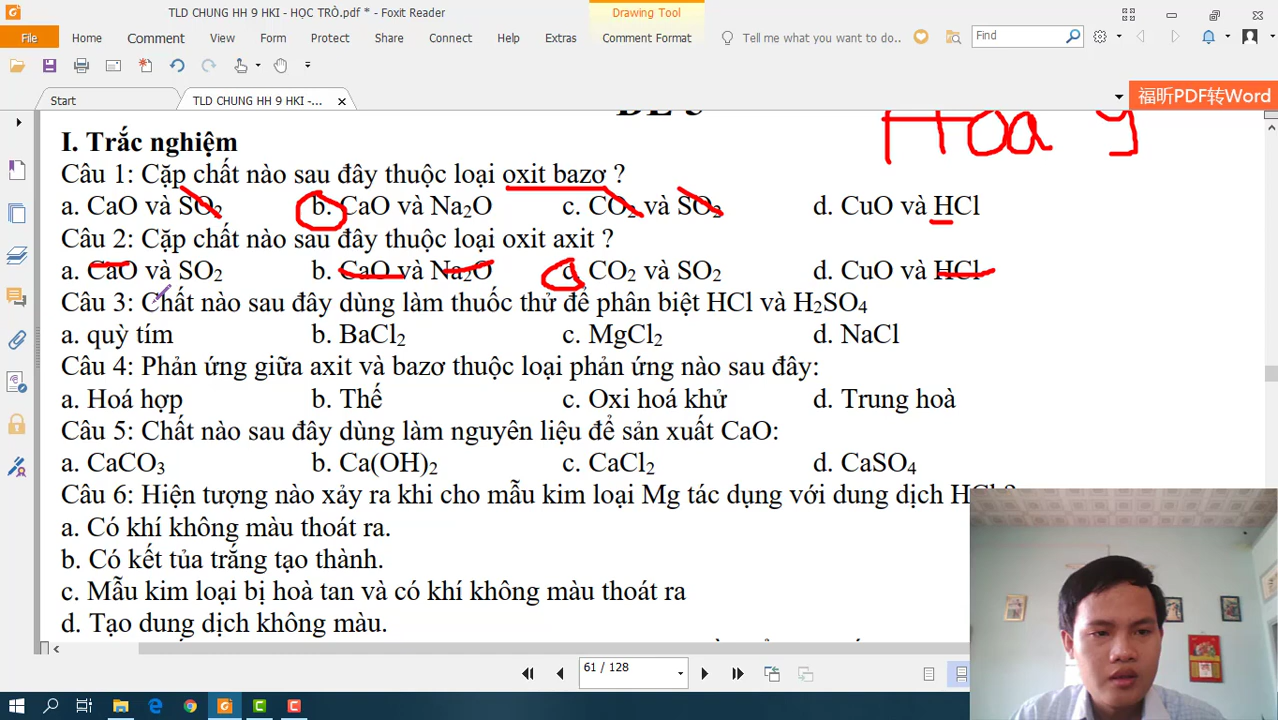 TLD CHUNG HH 9 HKI - HỌC TRÒ.pdf * - Foxit Reader
Drawing Tool
File Home Comment View Form Protect Share Connect Help Extras Comment Format Tell me what you want to do.. Find
Start TLD CHUNG HH 9 HKI -... 福昕PDF转Word
Hoa 9
I. Trắc nghiệm
Câu 1: Cặp chất nào sau đây thuộc loại oxit bazơ ?
a. CaO và SO₂ b. CaO và Na₂O c. CO₂ và SO₂ d. CuO và HCl
Câu 2: Cặp chất nào sau đây thuộc loại oxit axit ?
a. CaO và SO₂ b. CaO và Na₂O c. CO₂ và SO₂ d. CuO và HCl
Câu 3: Chất nào sau đây dùng làm thuốc thử để phân biệt HCl và H₂SO₄
a. quỳ tím b. BaCl₂ c. MgCl₂ d. NaCl
Câu 4: Phản ứng giữa axit và bazơ thuộc loại phản ứng nào sau đây:
a. Hoá hợp b. Thế c. Oxi hoá khử d. Trung hoà
Câu 5: Chất nào sau đây dùng làm nguyên liệu để sản xuất CaO:
a. CaCO₃ b. Ca(OH)₂ c. CaCl₂ d. CaSO₄
Câu 6: Hiện tượng nào xảy ra khi cho mẫu kim loại Mg tác dụng với dung dịch HCl ?
a. Có khí không màu thoát ra.
b. Có kết tủa trắng tạo thành.
c. Mẫu kim loại bị hoà tan và có khí không màu thoát ra
d. Tạo dung dịch không màu.
61 / 128